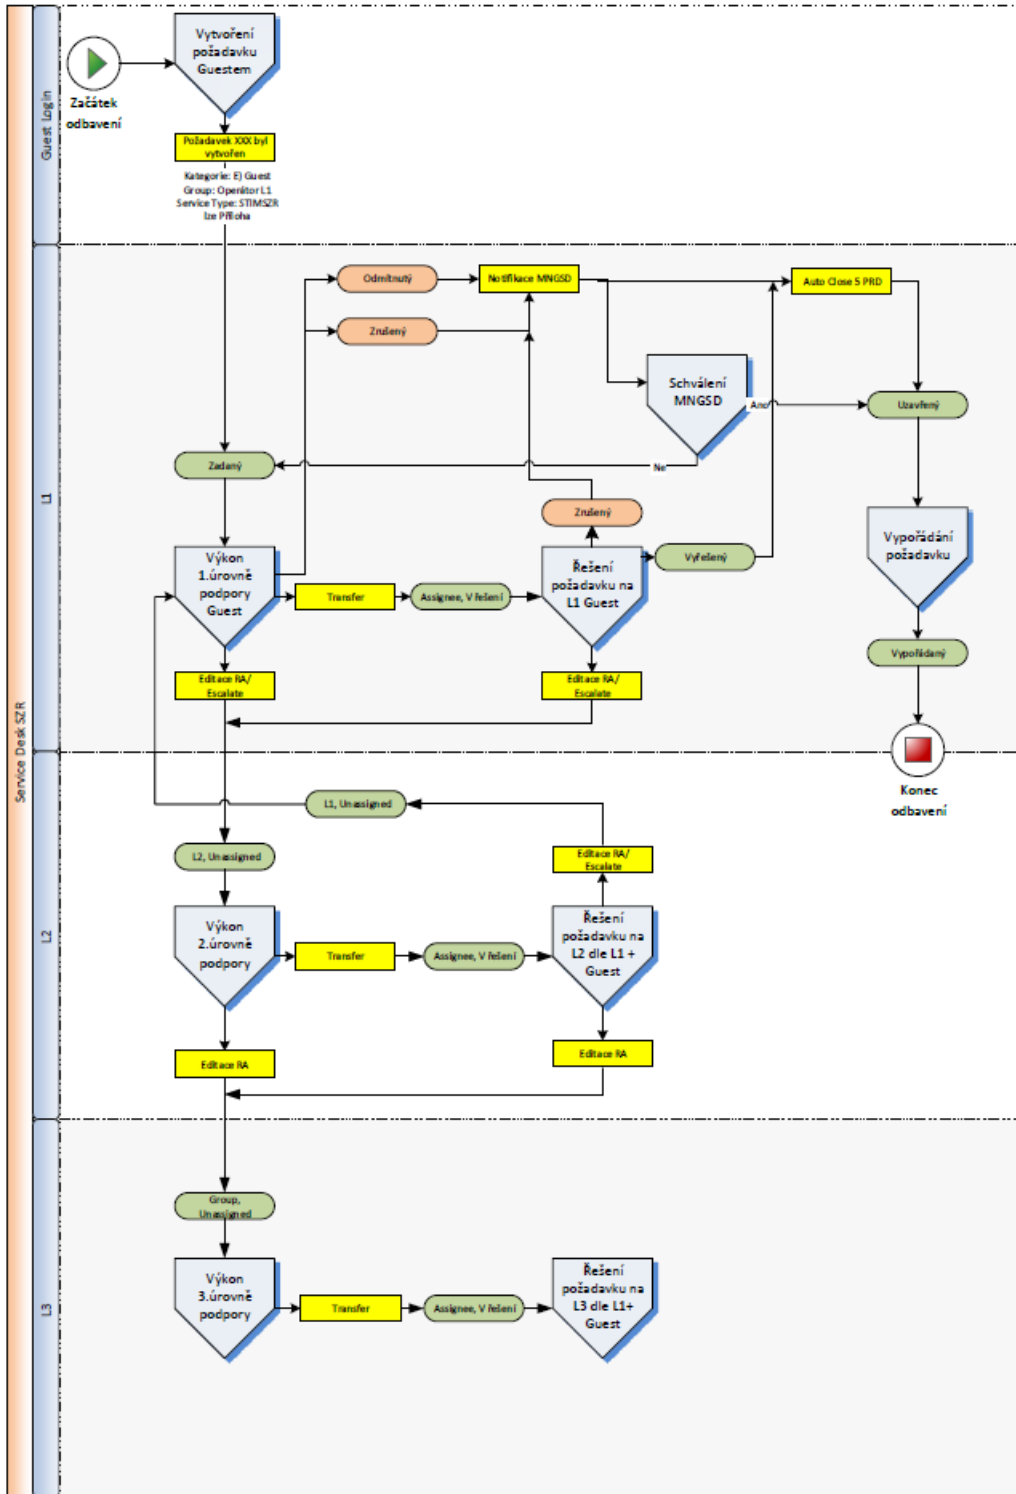 Service Desk SZR
Guest Login
Vytvoření
požadavku
Guestem
Začátek
odbavení
Požadavek XXX byl
vytvořen
Kategorie: E) Guest
Group: Operátor L1
Service Type: STIMSZR
lze Příloha
L1
Odmítnutý
Notifikace MNGSD
Auto Close 5 PRD
Zrušený
Schválení
MNGSD
Ano
Uzavřený
Ne
Zadaný
Zrušený
Výkon
1.úrovně
podpory
Guest
Transfer
Assignee, V řešení
Řešení
požadavku na
L1 Guest
Vyřešený
Vypořádání
požadavku
Vypořádaný
Editace RA/
Escalate
Editace RA/
Escalate
Konec
odbavení
L2
L1, Unassigned
L2, Unassigned
Editace RA/
Escalate
Výkon
2.úrovně
podpory
Transfer
Assignee, V řešení
Řešení
požadavku na
L2 dle L1 +
Guest
Editace RA
Editace RA
L3
Group,
Unassigned
Výkon
3.úrovně
podpory
Transfer
Assignee, V řešení
Řešení
požadavku na
L3 dle L1+
Guest